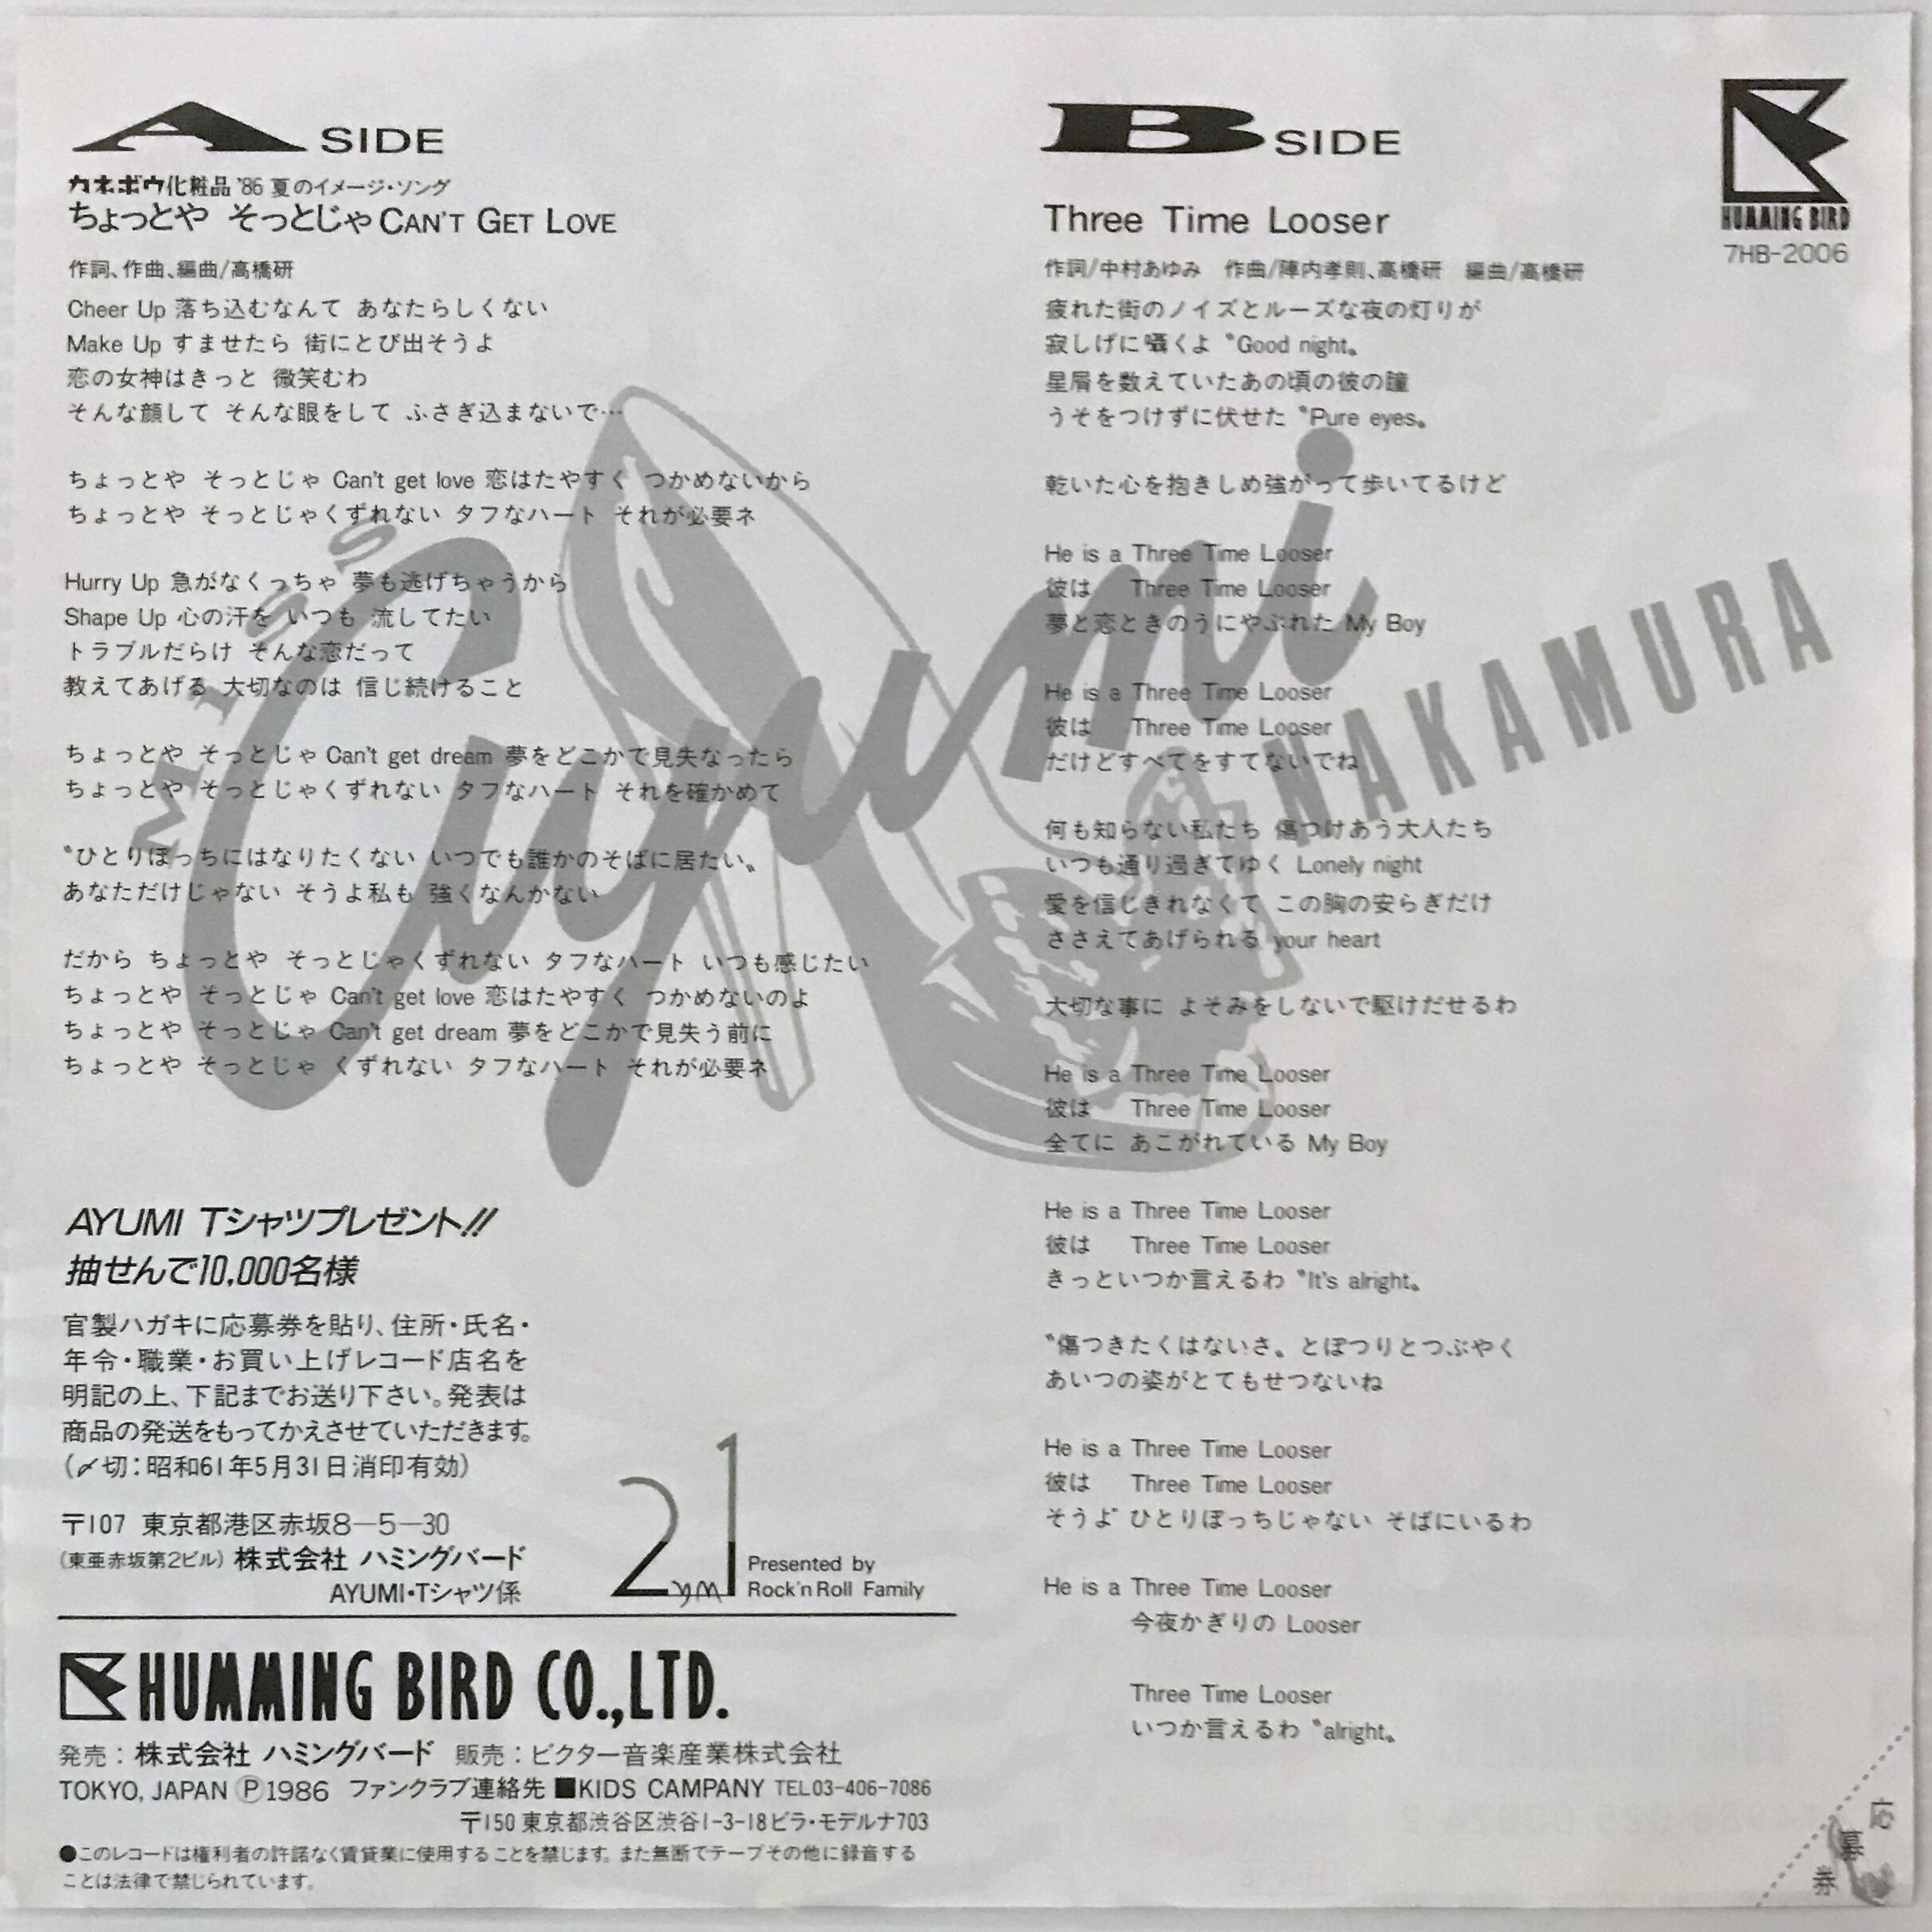 A SIDE
カネボウ化粧品'86夏のイメージ・ソング
ちょっとや そっとじゃ CAN'T GET LOVE
作詞、作曲、編曲/高橋研
Cheer Up 落ち込むなんて あなたらしくない
Make Up すませたら 街にとび出そうよ
恋の女神はきっと 微笑むわ
そんな顔して そんな眼をして ふさぎ込まないで…
ちょっとや そっとじゃ Can't get love 恋はたやすく つかめないから
ちょっとや そっとじゃくずれない タフなハート それが必要ネ
Hurry Up 急がなくっちゃ 夢も逃げちゃうから
Shape Up 心の汗を いつも 流してたい
トラブルだらけ そんな恋だって
教えてあげる 大切なのは 信じ続けること
ちょっとや そっとじゃ Can't get dream 夢をどこかで見失なったら
ちょっとや そっとじゃくずれない タフなハート それを確かめて
〝ひとりぼっちにはなりたくない いつでも誰かのそばに居たい〟
あなただけじゃない そうよ私も 強くなんかない
だから ちょっとや そっとじゃくずれない タフなハート いつも感じたい
ちょっとや そっとじゃ Can't get love 恋はたやすく つかめないのよ
ちょっとや そっとじゃ Can't get dream 夢をどこかで見失う前に
ちょっとや そっとじゃ くずれない タフなハート それが必要ネ
AYUMI Tシャツプレゼント!!
抽せんで10,000名様
官製ハガキに応募券を貼り、住所・氏名・
年令・職業・お買い上げレコード店名を
明記の上、下記までお送り下さい。発表は
商品の発送をもってかえさせていただきます。
(〆切:昭和61年5月31日消印有効)
〒107 東京都港区赤坂8—5—30
(東亜赤坂第2ビル) 株式会社 ハミングバード
AYUMI・Tシャツ係
21
ym
Presented by
Rock'n Roll Family
HUMMING BIRD CO.,LTD.
発売:株式会社 ハミングバード 販売:ビクター音楽産業株式会社
TOKYO, JAPAN Ⓟ1986 ファンクラブ連絡先 ■KIDS CAMPANY TEL03-406-7086
〒150 東京都渋谷区渋谷1-3-18ビラ・モデルナ703
●このレコードは権利者の許諾なく賃貸業に使用することを禁じます。また無断でテープその他に録音する
ことは法律で禁じられています。
B SIDE
Three Time Looser
作詞/中村あゆみ 作曲/陣内孝則、高橋研 編曲/高橋研
疲れた街のノイズとルーズな夜の灯りが
寂しげに囁くよ〝Good night〟
星屑を数えていたあの頃の彼の瞳
うそをつけずに伏せた〝Pure eyes〟
乾いた心を抱きしめ強がって歩いてるけど
He is a Three Time Looser
彼は Three Time Looser
夢と恋ときのうにやぶれた My Boy
He is a Three Time Looser
彼は Three Time Looser
だけどすべてをすてないでね
何も知らない私たち 傷つけあう大人たち
いつも通り過ぎてゆく Lonely night
愛を信じきれなくて この胸の安らぎだけ
ささえてあげられる your heart
大切な事に よそみをしないで駆けだせるわ
He is a Three Time Looser
彼は Three Time Looser
全てに あこがれている My Boy
He is a Three Time Looser
彼は Three Time Looser
きっといつか言えるわ〝It's alright〟
〝傷つきたくはないさ〟とぽつりとつぶやく
あいつの姿がとてもせつないね
He is a Three Time Looser
彼は Three Time Looser
そうよ ひとりぼっちじゃない そばにいるわ
He is a Three Time Looser
今夜かぎりの Looser
Three Time Looser
いつか言えるわ〝alright〟
HUMMING BIRD
7HB-2006
MISS
Ayumi
NAKAMURA
応募券